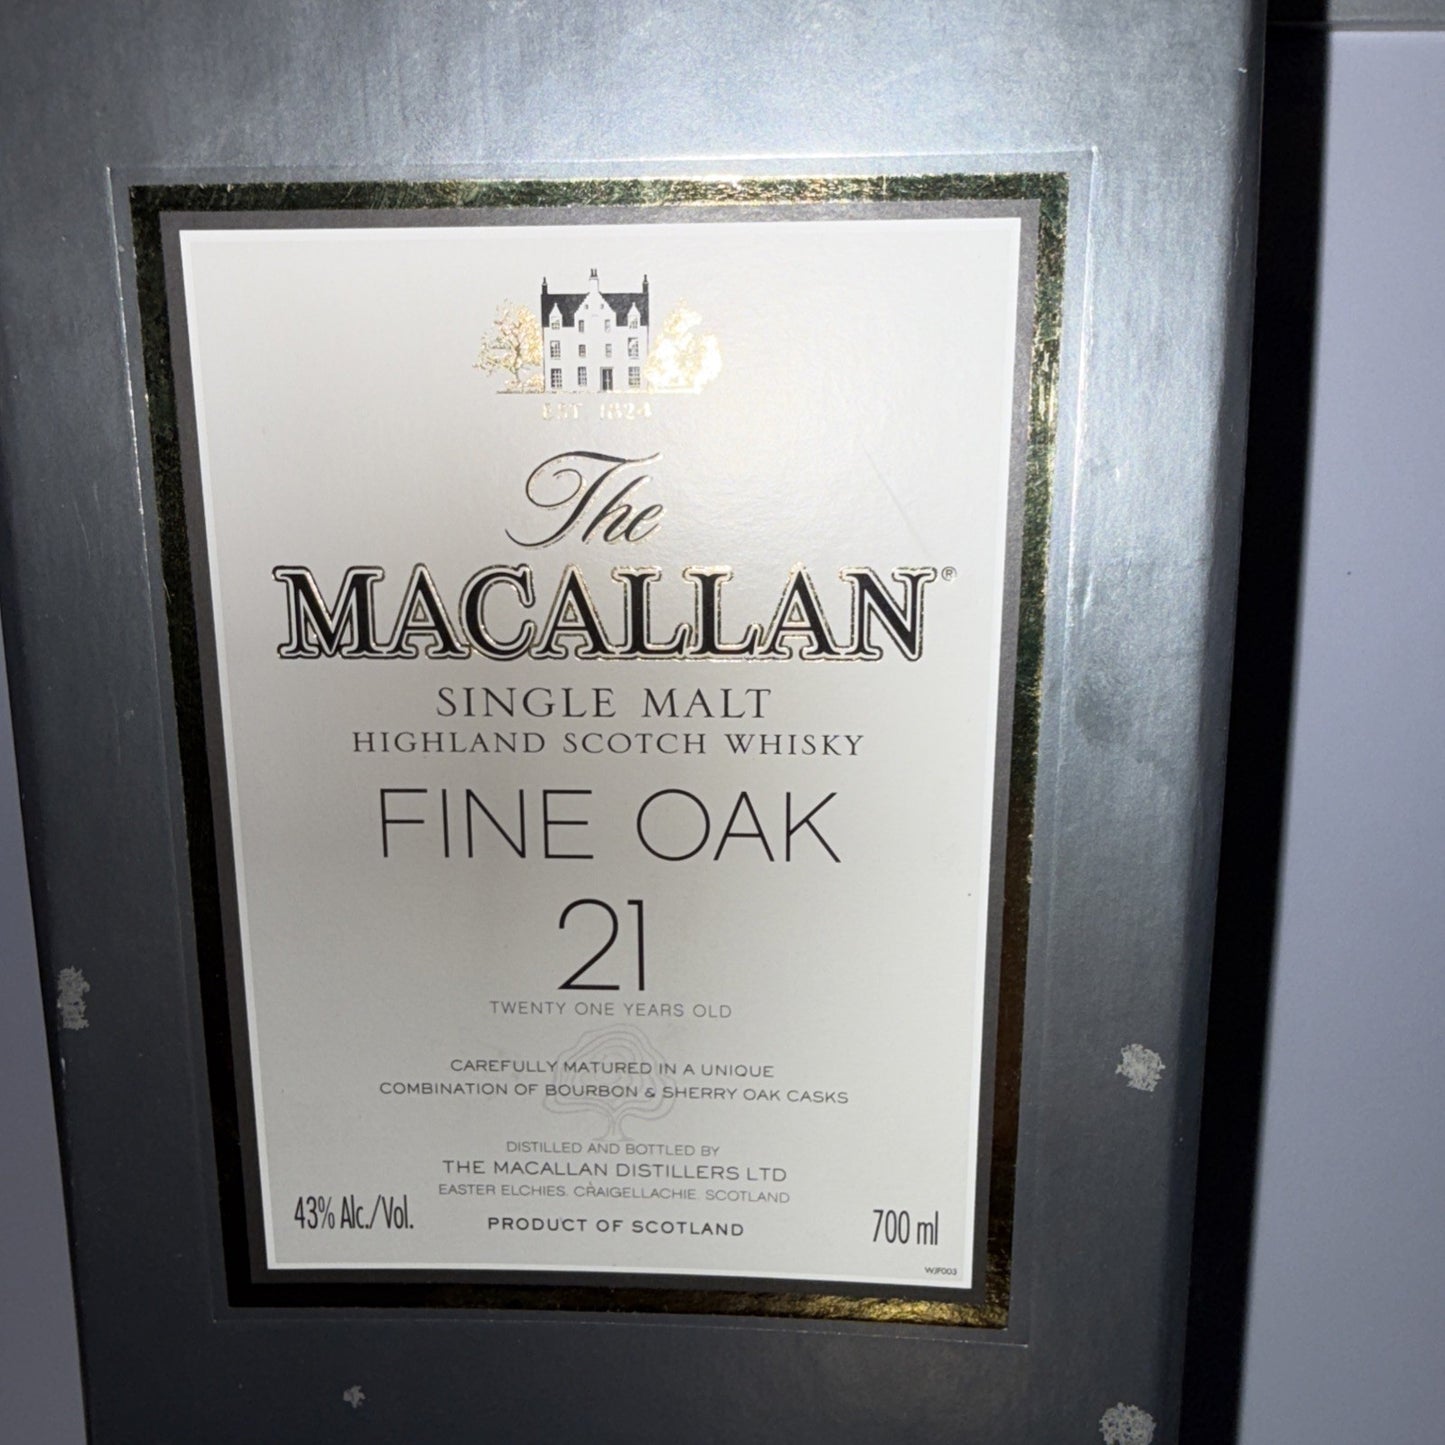 EST 1824
The
MACALLAN®
SINGLE MALT
HIGHLAND SCOTCH WHISKY
FINE OAK
21
TWENTY ONE YEARS OLD
CAREFULLY MATURED IN A UNIQUE
COMBINATION OF BOURBON & SHERRY OAK CASKS
DISTILLED AND BOTTLED BY
THE MACALLAN DISTILLERS LTD
EASTER ELCHIES. CRAIGELLACHIE. SCOTLAND
43% Alc./Vol. PRODUCT OF SCOTLAND 700 ml
WJF003